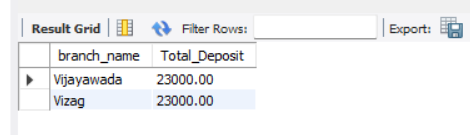 Result Grid Filter Rows: Export:
branch_name Total_Deposit
Vijayawada 23000.00
Vizag 23000.00